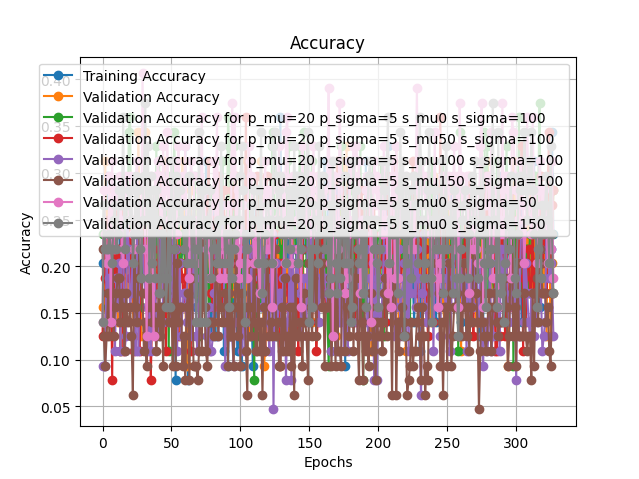 Accuracy
Training Accuracy
Validation Accuracy
Validation Accuracy for p_mu=20 p_sigma=5 s_mu0 s_sigma=100
Validation Accuracy for p_mu=20 p_sigma=5 s_mu50 s_sigma=100
Validation Accuracy for p_mu=20 p_sigma=5 s_mu100 s_sigma=100
Validation Accuracy for p_mu=20 p_sigma=5 s_mu150 s_sigma=100
Validation Accuracy for p_mu=20 p_sigma=5 s_mu0 s_sigma=50
Validation Accuracy for p_mu=20 p_sigma=5 s_mu0 s_sigma=150
0.40
0.35
0.30
0.25
0.20
0.15
0.10
0.05
Accuracy
0 50 100 150 200 250 300
Epochs